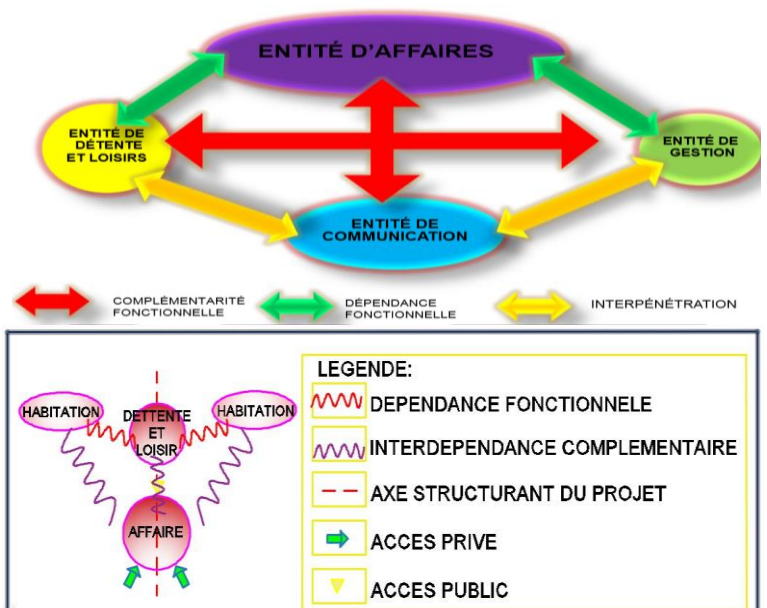 ENTITÉ D'AFFAIRES
ENTITÉ DE
DÉTENTE
ET LOISIRS
ENTITÉ DE
GESTION
ENTITÉ DE
COMMUNICATION
COMPLÉMENTARITÉ
FONCTIONNELLE
DÉPENDANCE
FONCTIONNELLE
INTERPÉNÉTRATION
HABITATION
DETTENTE
ET
LOISIR
HABITATION
AFFAIRE
LEGENDE:
DEPENDANCE FONCTIONNELE
INTERDEPENDANCE COMPLEMENTAIRE
AXE STRUCTURANT DU PROJET
ACCES PRIVE
ACCES PUBLIC